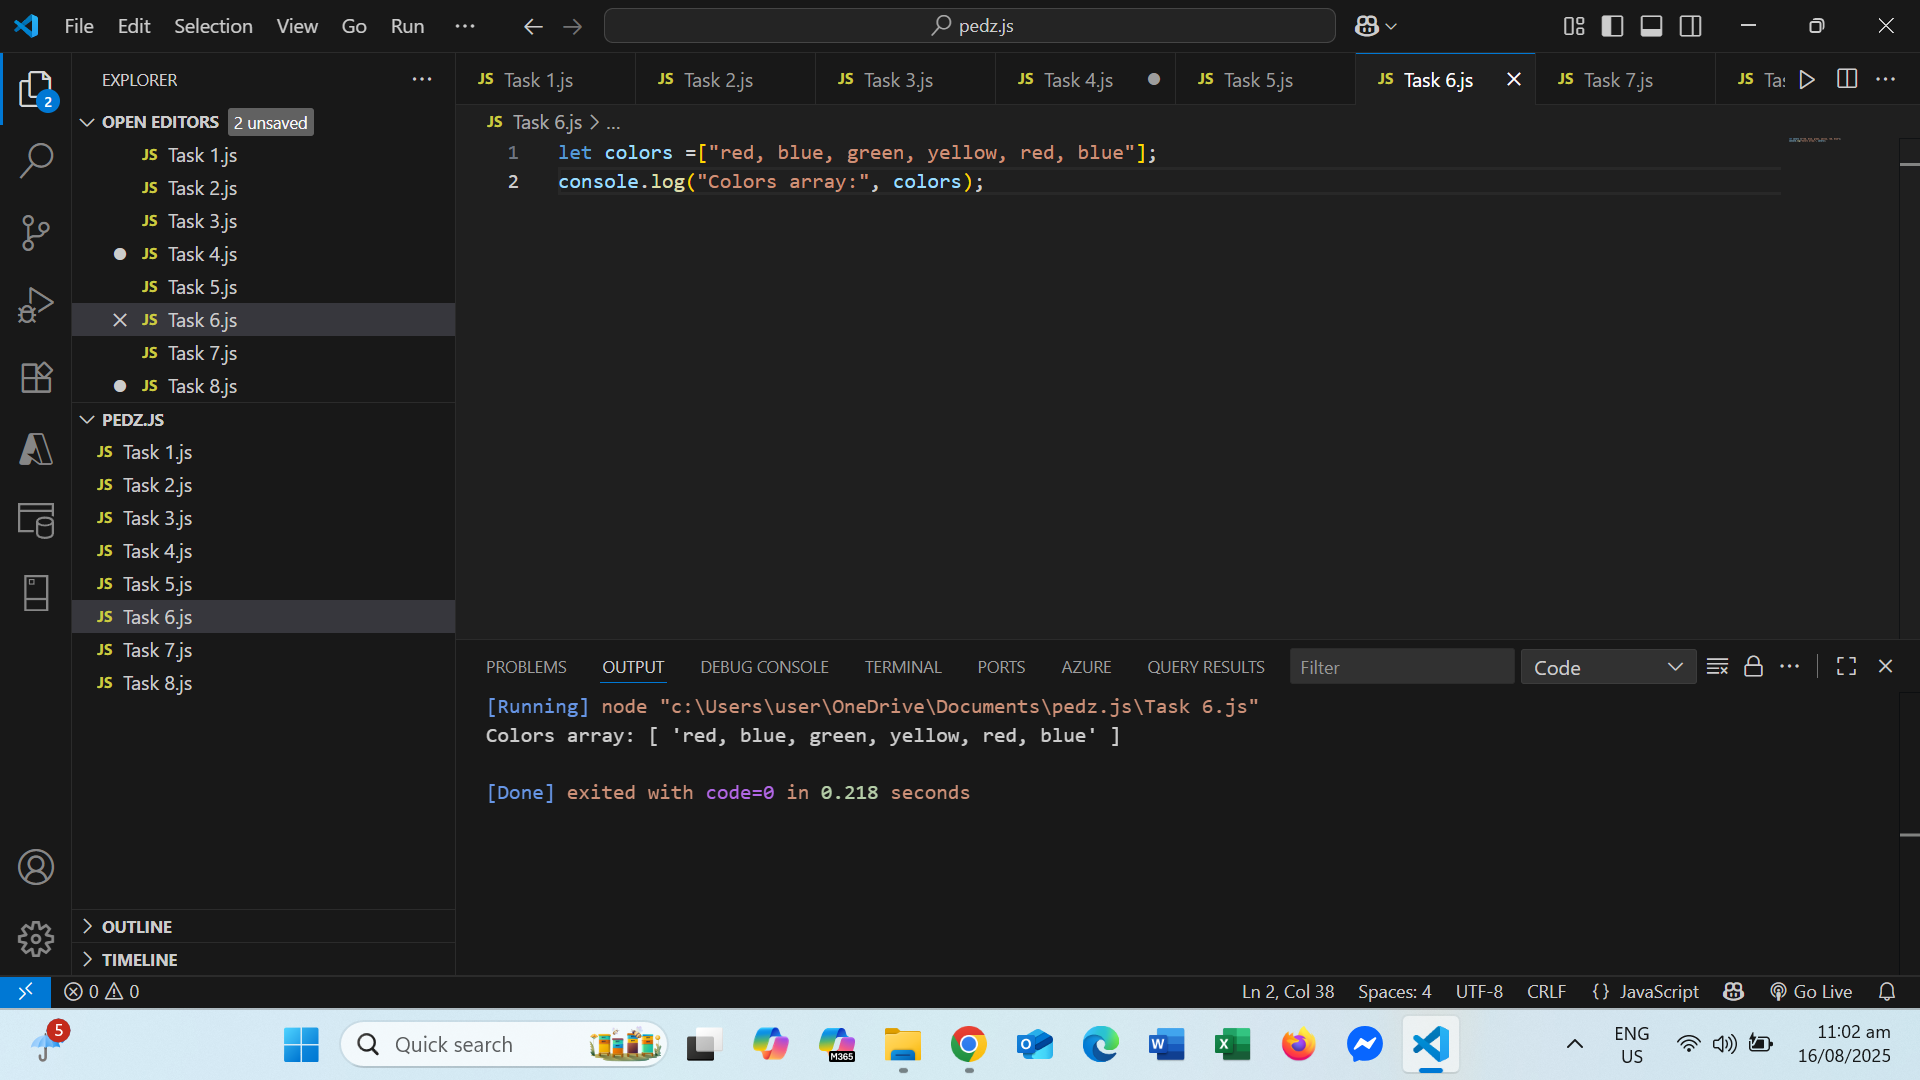 File Edit Selection View Go Run ··· pedz.js
EXPLORER
OPEN EDITORS 2 unsaved
JS Task 1.js
JS Task 2.js
JS Task 3.js
JS Task 4.js
JS Task 5.js
JS Task 6.js
JS Task 7.js
JS Task 8.js
PEDZ.JS
JS Task 1.js
JS Task 2.js
JS Task 3.js
JS Task 4.js
JS Task 5.js
JS Task 6.js
JS Task 7.js
JS Task 8.js
OUTLINE
TIMELINE
2
JS Task 1.js JS Task 2.js JS Task 3.js JS Task 4.js JS Task 5.js JS Task 6.js JS Task 7.js JS Tas
JS Task 6.js > ...
1 let colors =["red, blue, green, yellow, red, blue"];
2 console.log("Colors array:", colors);
PROBLEMS OUTPUT DEBUG CONSOLE TERMINAL PORTS AZURE QUERY RESULTS Filter Code
[Running] node "c:\Users\user\OneDrive\Documents\pedz.js\Task 6.js"
Colors array: [ 'red, blue, green, yellow, red, blue' ]
[Done] exited with code=0 in 0.218 seconds
0 0 Ln 2, Col 38 Spaces: 4 UTF-8 CRLF {} JavaScript Go Live
5 Quick search M365 ENG 11:02 am
US 16/08/2025